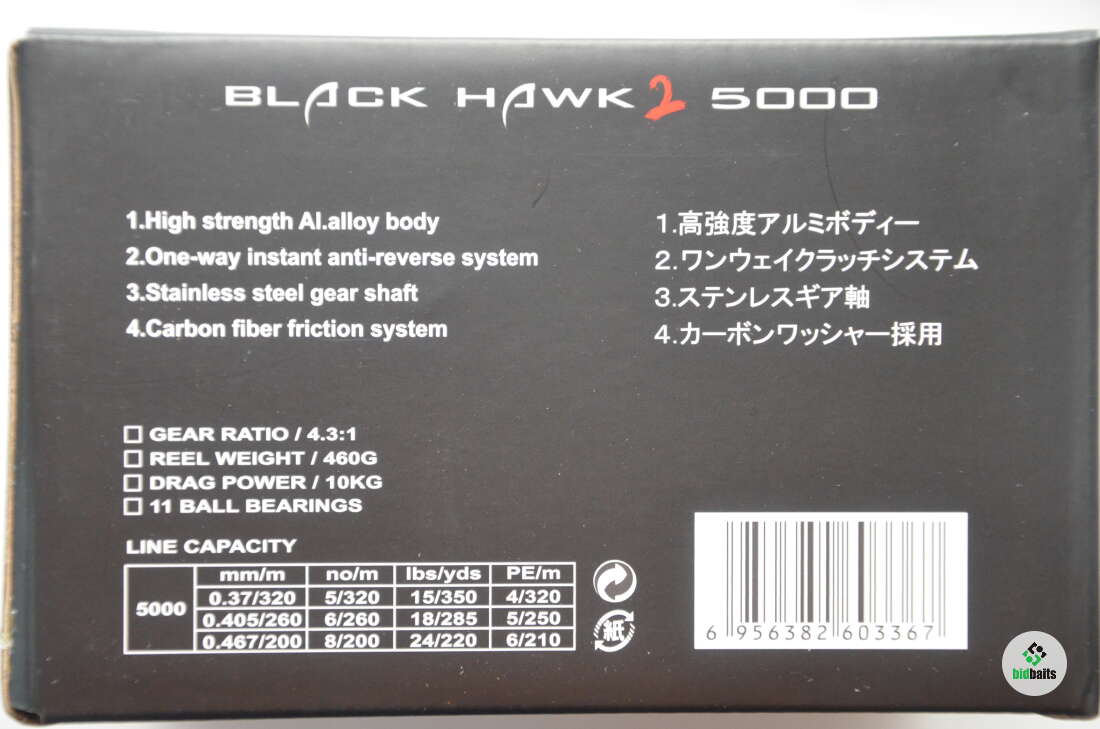 BLACK HAWK 2 5000
1.High strength Al.alloy body
2.One-way instant anti-reverse system
3.Stainless steel gear shaft
4.Carbon fiber friction system
1.高強度アルミボディー
2.ワンウェイクラッチシステム
3.ステンレスギア軸
4.カーボンワッシャー採用
GEAR RATIO / 4.3:1
REEL WEIGHT / 460G
DRAG POWER / 10KG
11 BALL BEARINGS
LINE CAPACITY
mm/m no/m lbs/yds PE/m
5000 0.37/320 5/320 15/350 4/320
0.405/260 6/260 18/285 5/250
0.467/200 8/200 24/220 6/210
紙
6 956382 603367
bidbaits